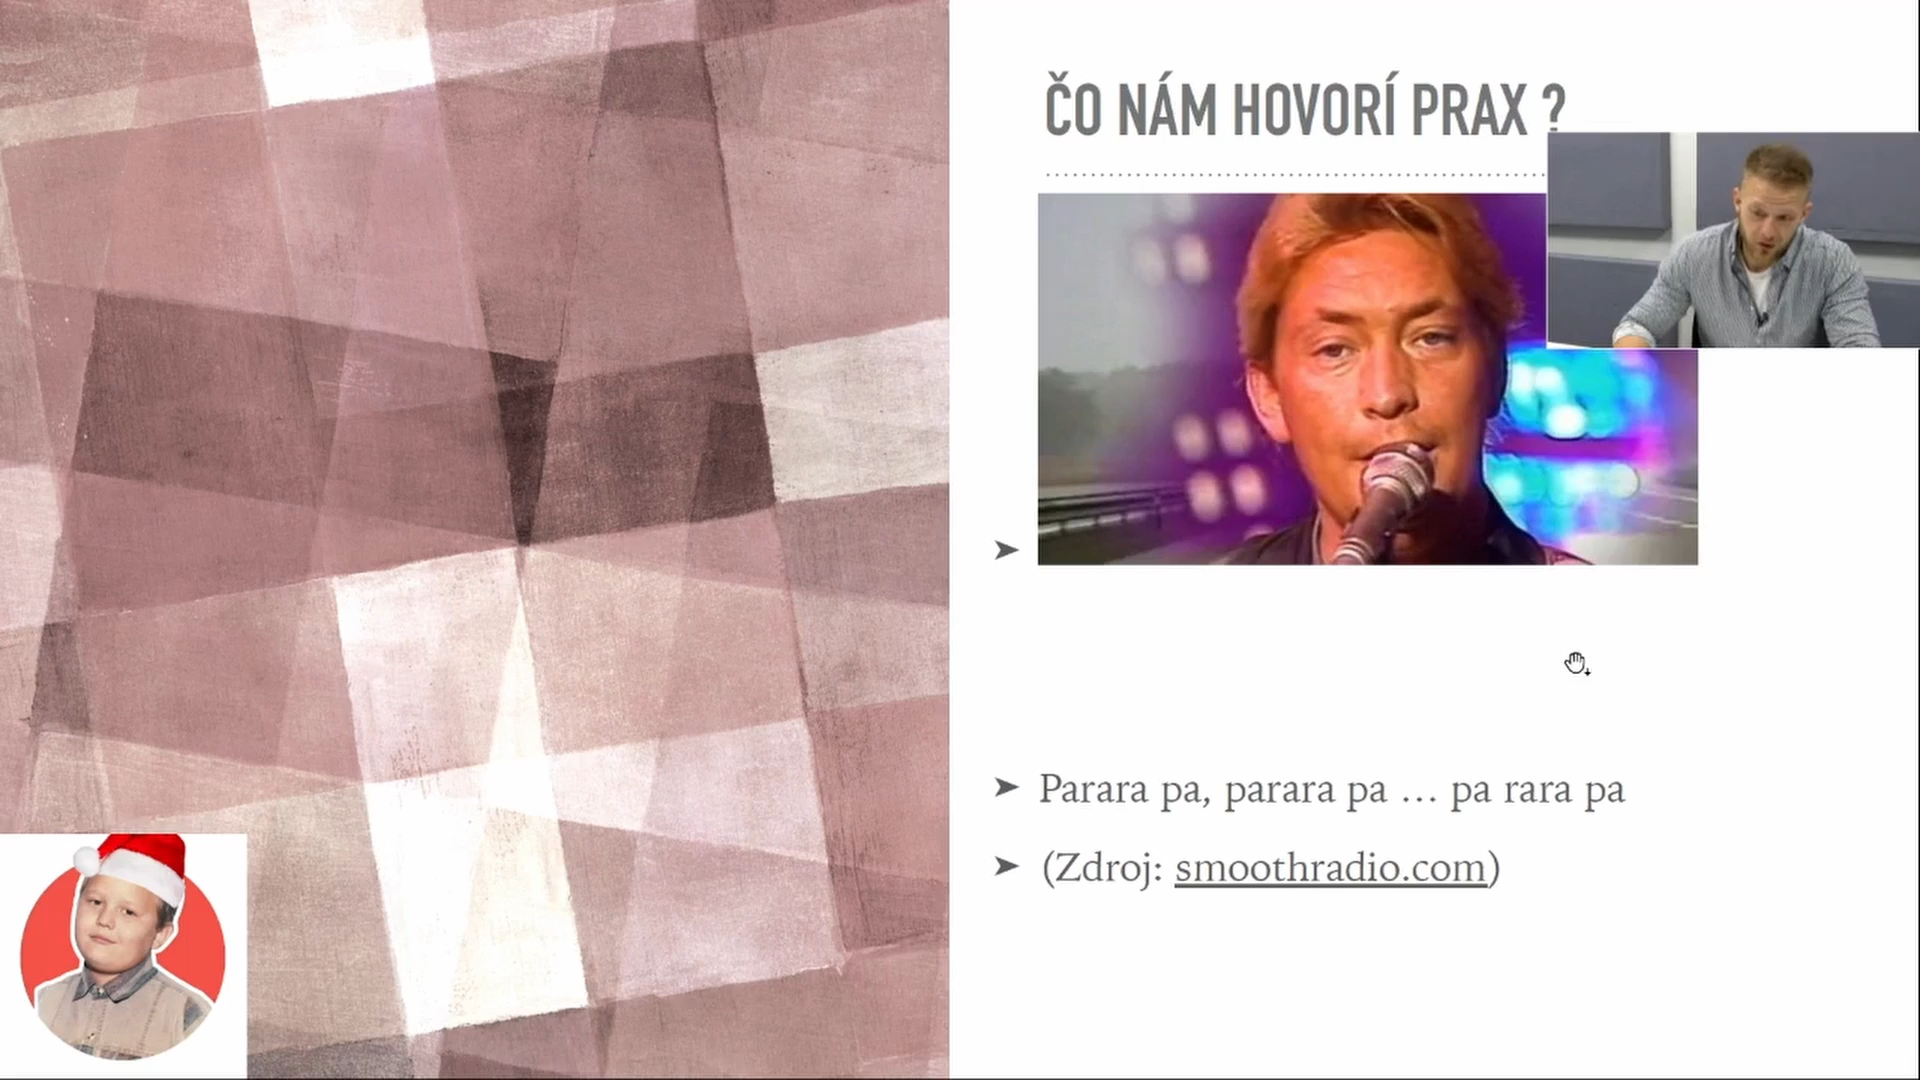 ČO NÁM HOVORÍ PRAX ?
Parara pa, parara pa … pa rara pa
(Zdroj: smoothradio.com)